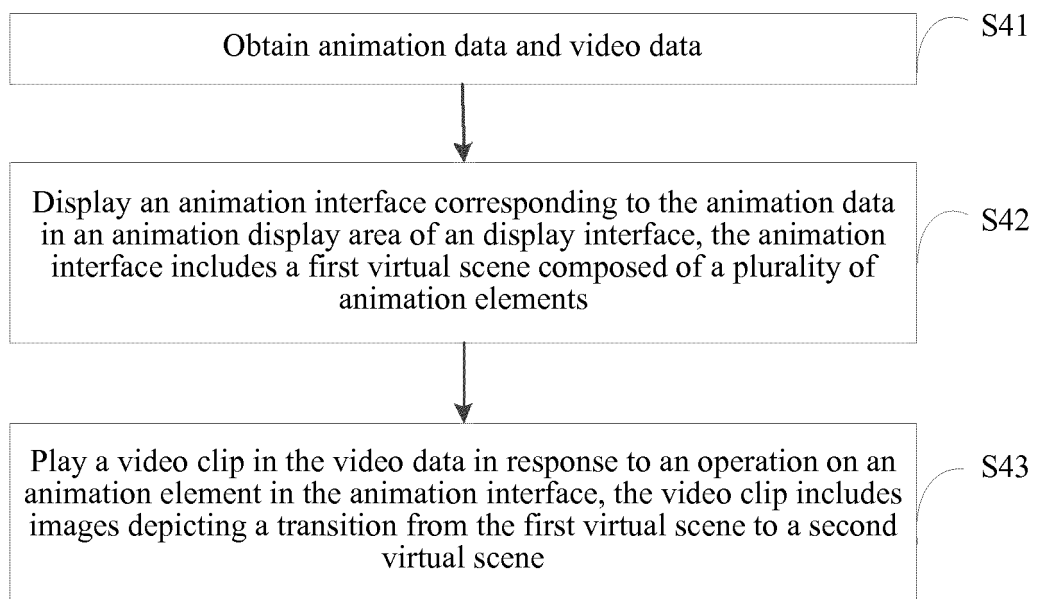 Obtain animation data and video data
S41
Display an animation interface corresponding to the animation data
in an animation display area of an display interface, the animation
interface includes a first virtual scene composed of a plurality of
animation elements
S42
Play a video clip in the video data in response to an operation on an
animation element in the animation interface, the video clip includes
images depicting a transition from the first virtual scene to a second
virtual scene
S43